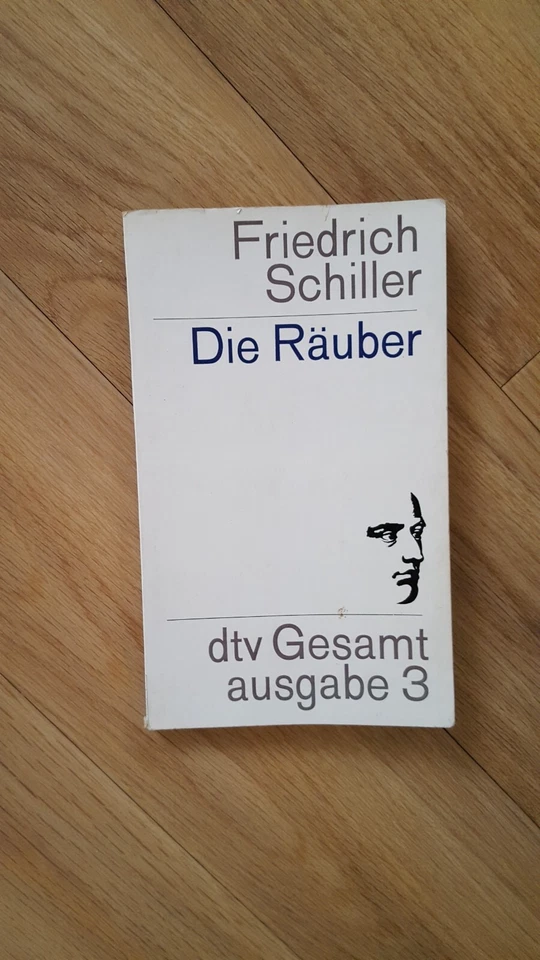 Friedrich
Schiller
Die Räuber
dtv Gesamt
ausgabe 3